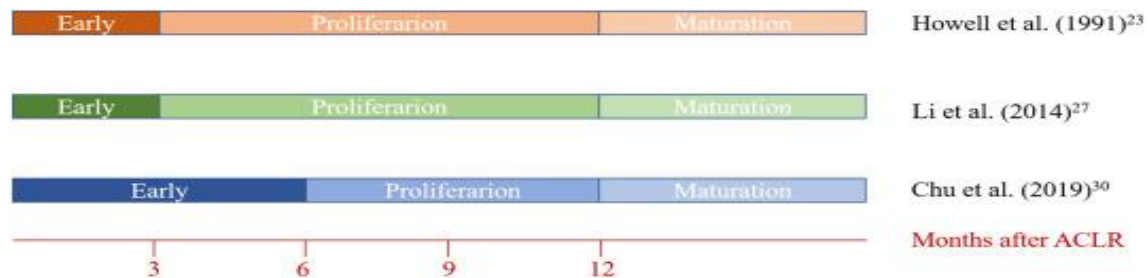 Early Proliferarion Maturation Howell et al. (1991)²³
Early Proliferarion Maturation Li et al. (2014)²⁷
Early Proliferarion Maturation Chu et al. (2019)³⁰
Months after ACLR
3 6 9 12